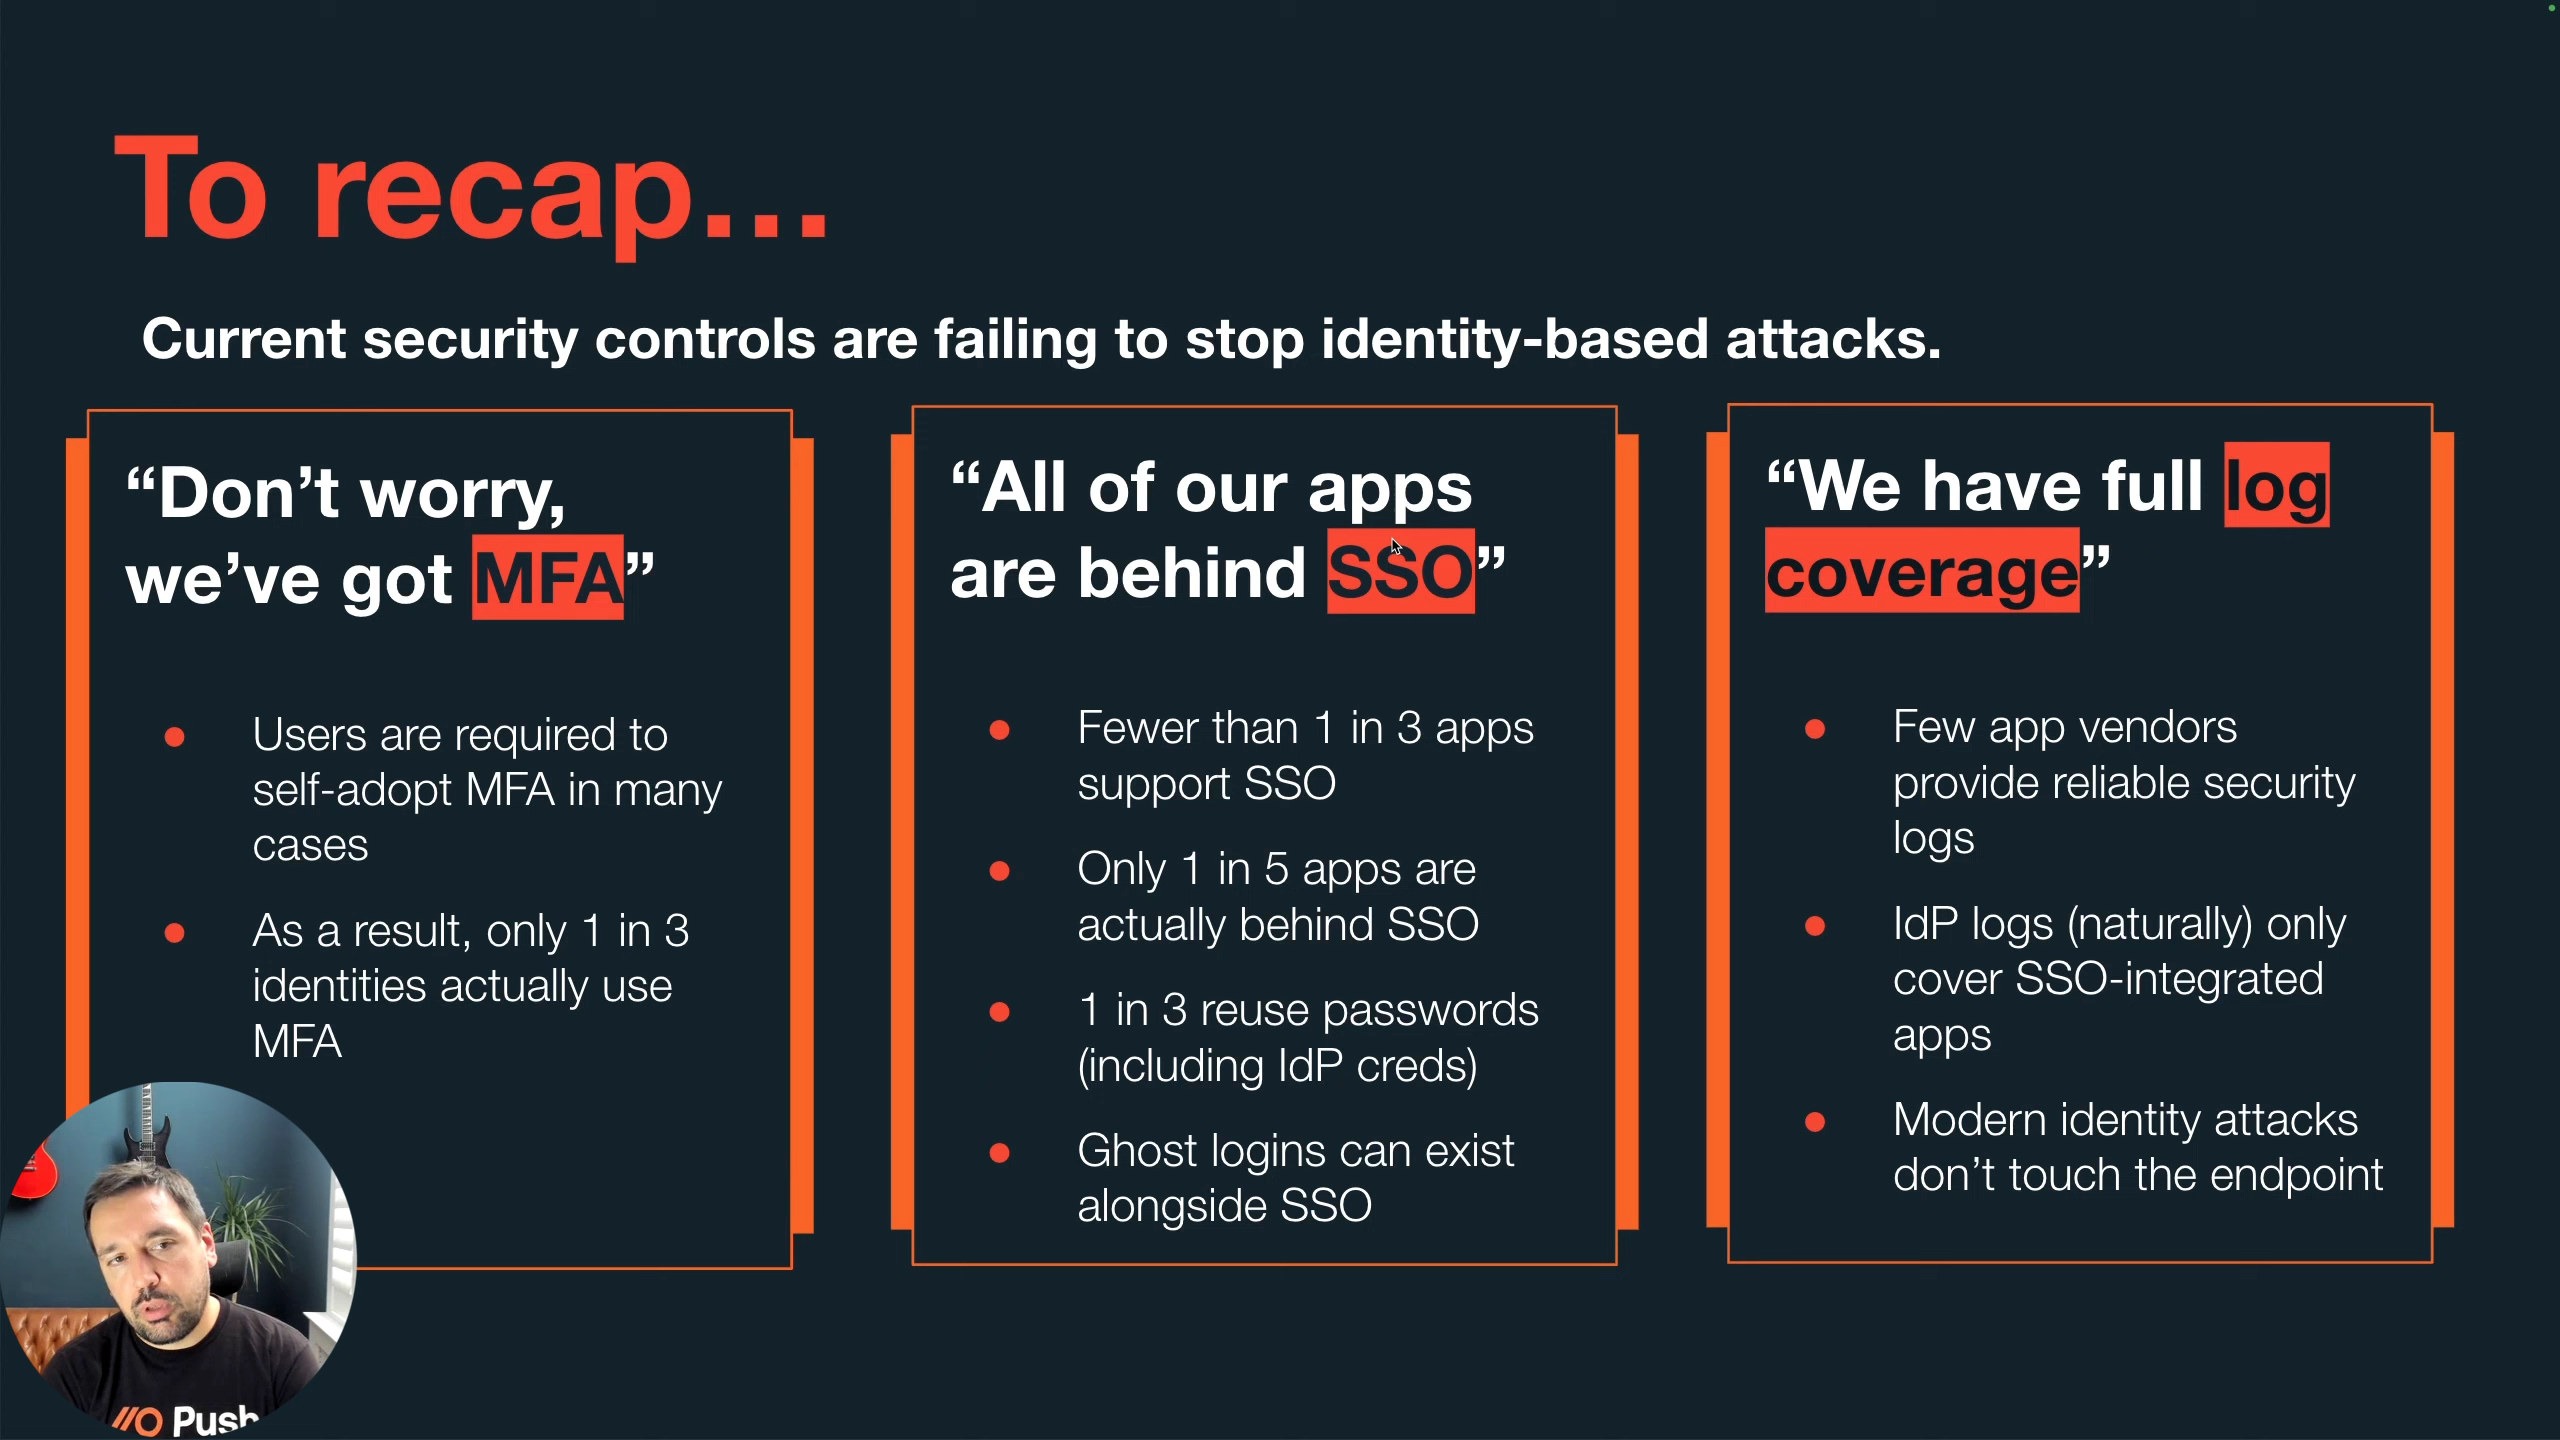 To recap...
Current security controls are failing to stop identity-based attacks.
“Don’t worry,
we’ve got MFA”
Users are required to
self-adopt MFA in many
cases
As a result, only 1 in 3
identities actually use
MFA
“All of our apps
are behind SSO”
Fewer than 1 in 3 apps
support SSO
Only 1 in 5 apps are
actually behind SSO
1 in 3 reuse passwords
(including IdP creds)
Ghost logins can exist
alongside SSO
“We have full log
coverage”
Few app vendors
provide reliable security
logs
IdP logs (naturally) only
cover SSO-integrated
apps
Modern identity attacks
don’t touch the endpoint
Push